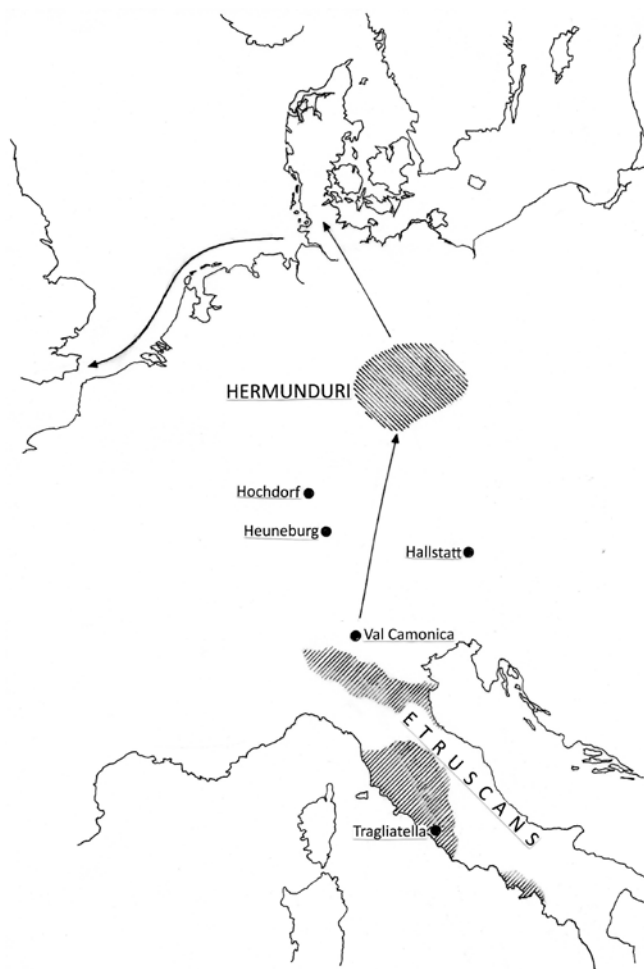 HERMUNDURI
Hochdorf
Heuneburg
Hallstatt
Val Camonica
ETRUSCANS
Tragliatella